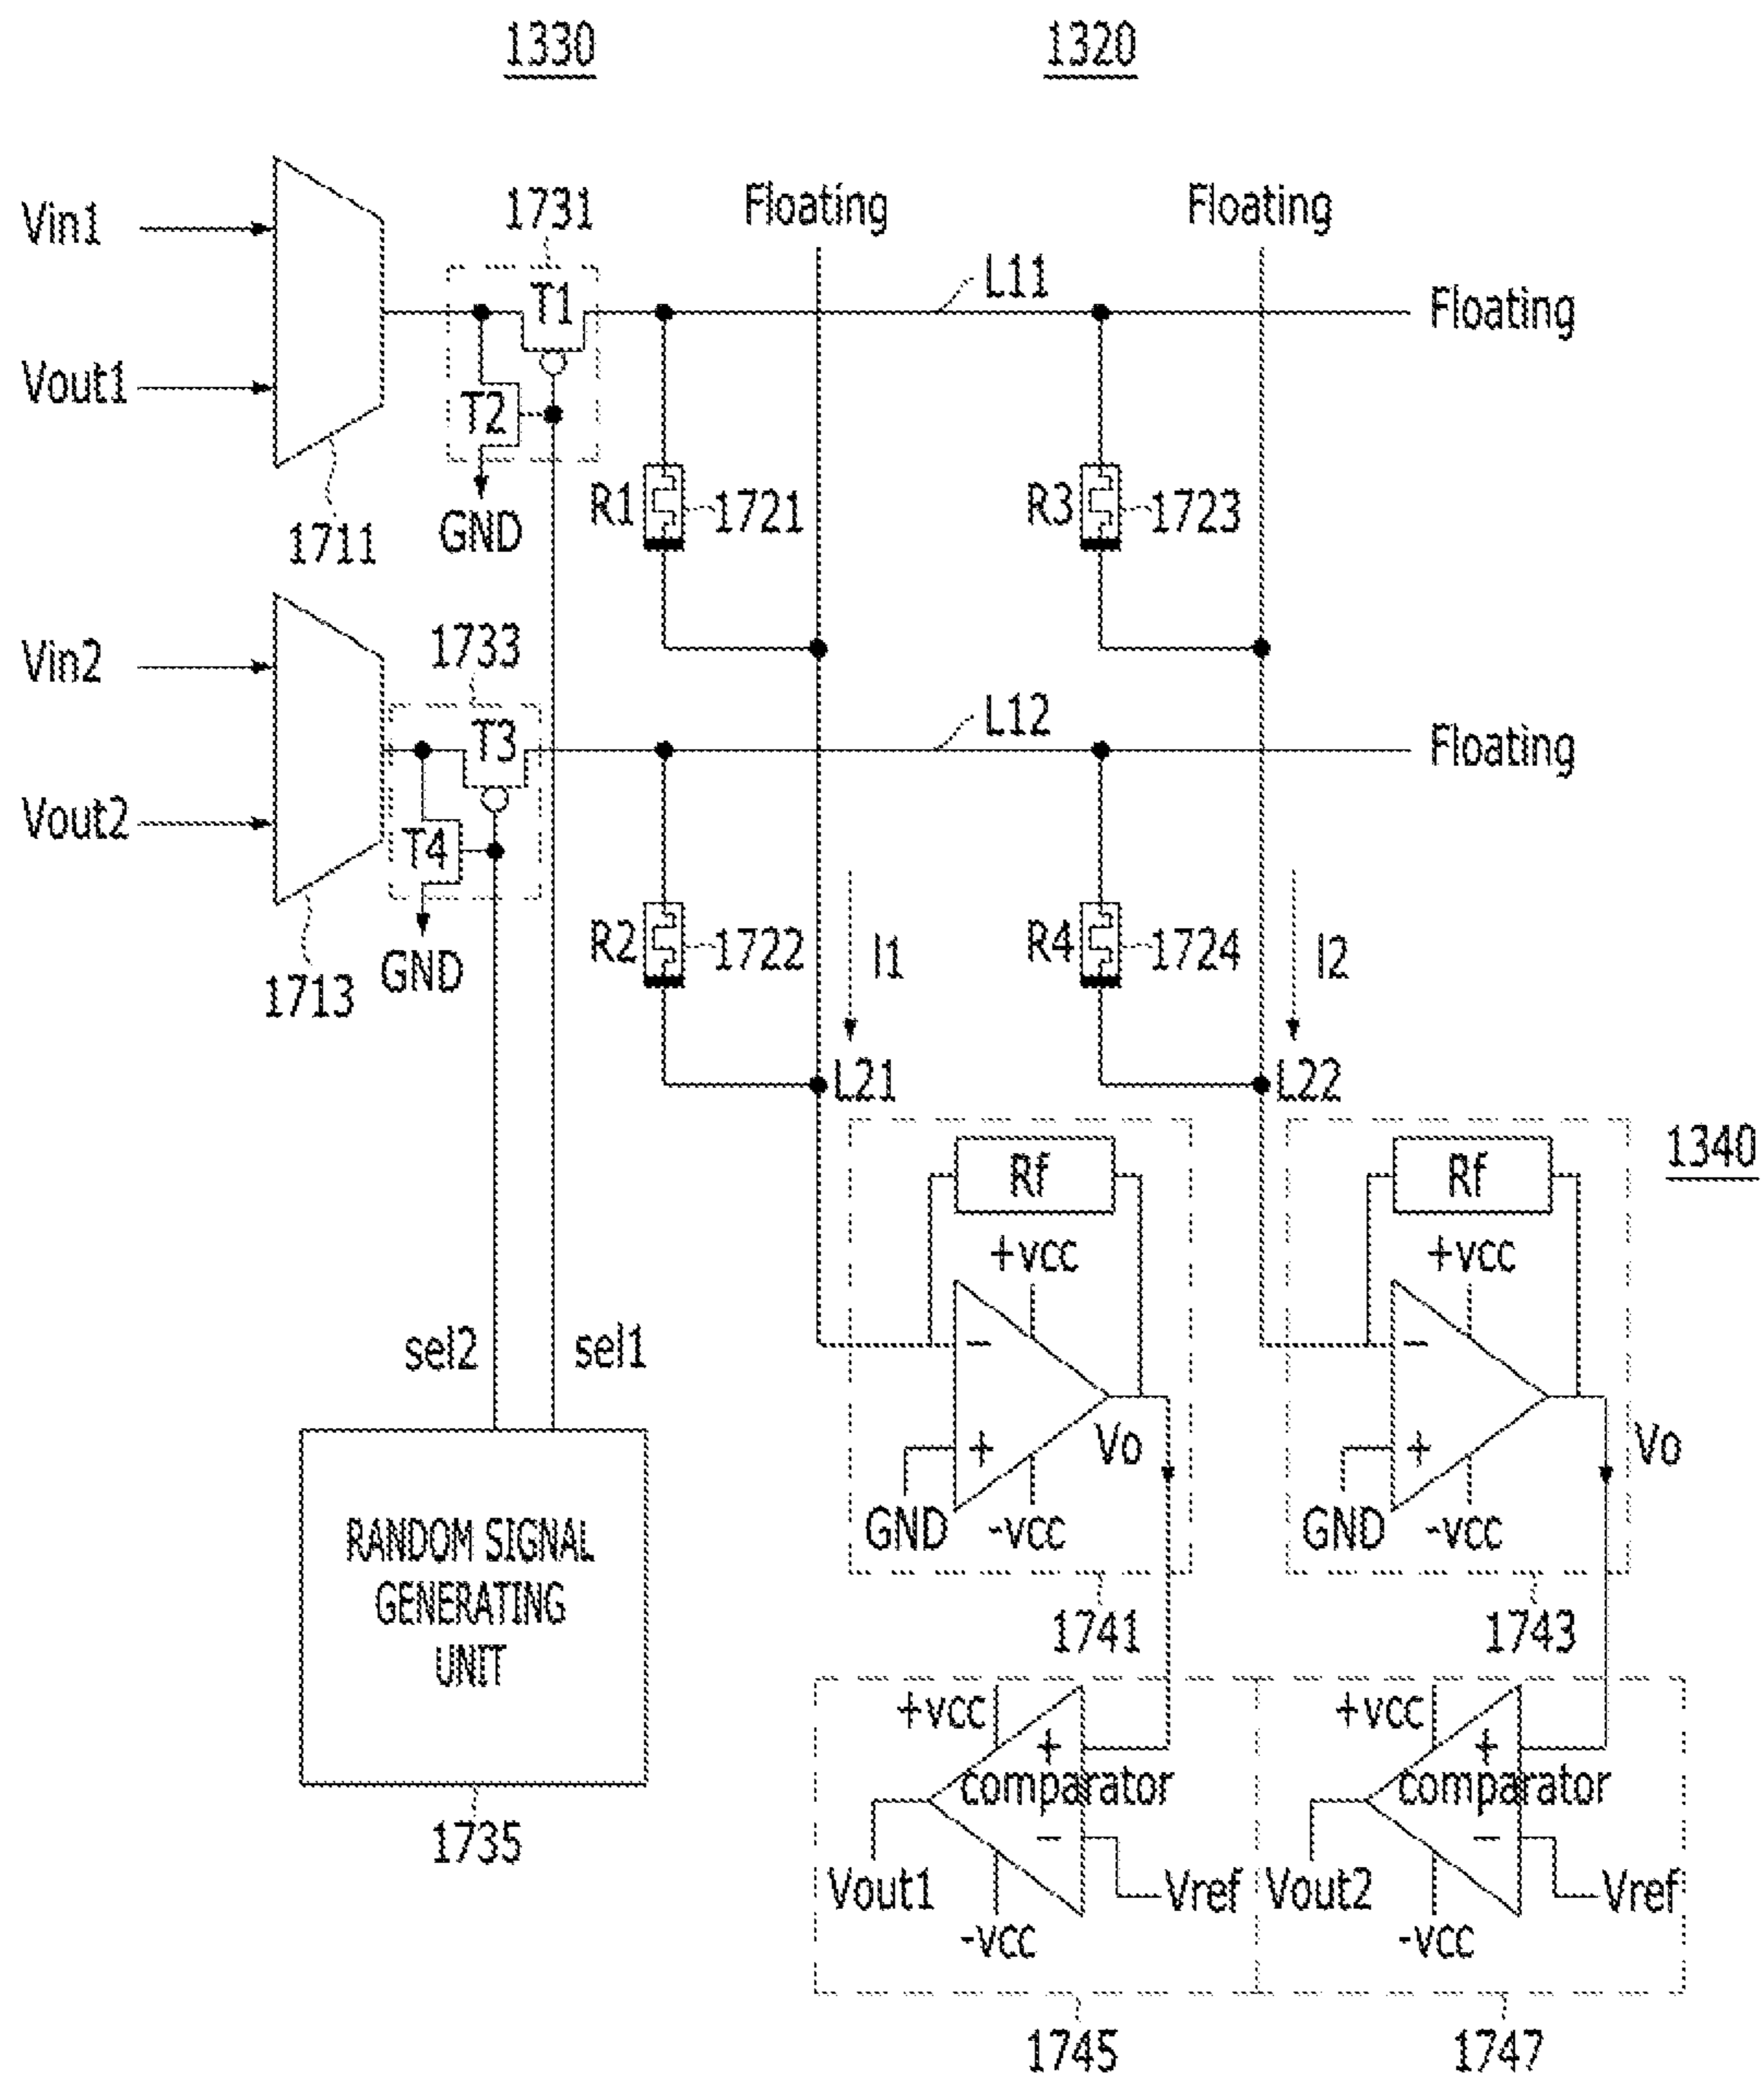 1330
1320
1731
Floating
Floating
Vin1
T1
L11
Floating
Vout1
T2
R1
1721
R3
1723
GND
1711
1733
Vin2
T3
L12
Floating
Vout2
T4
R2
1722
I1
R4
1724
I2
GND
1713
L21
L22
1340
Rf
Rf
+vcc
+vcc
sel2
sel1
−
−
+
Vo
+
Vo
GND
-vcc
GND
-vcc
RANDOM SIGNAL
GENERATING
UNIT
1741
1743
+vcc
+
+vcc
+
comparator
comparator
1735
−
−
Vout1
Vref
Vout2
Vref
-vcc
-vcc
1745
1747